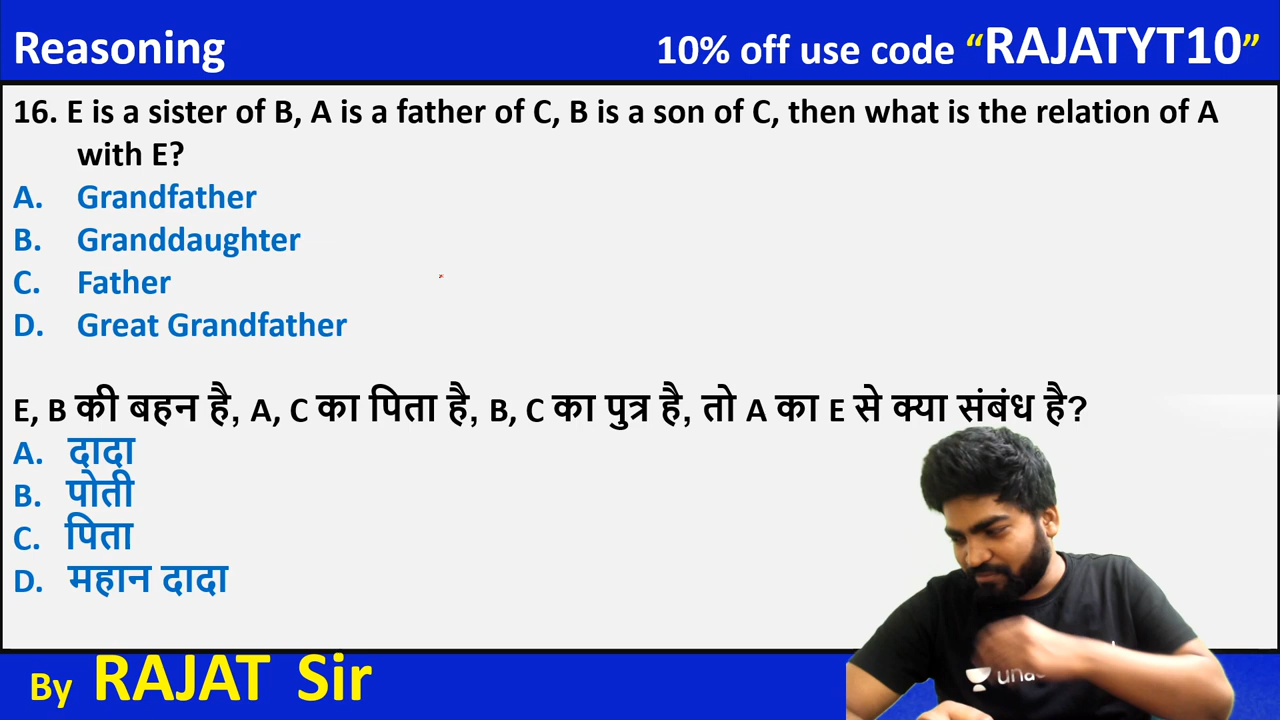 Reasoning
10% off use code “RAJATYT10”
16. E is a sister of B, A is a father of C, B is a son of C, then what is the relation of A
with E?
A. Grandfather
B. Granddaughter
C. Father
D. Great Grandfather
E, B की बहन है, A, C का पिता है, B, C का पुत्र है, तो A का E से क्या संबंध है?
A. दादा
B. पोती
C. पिता
D. महान दादा
By RAJAT Sir